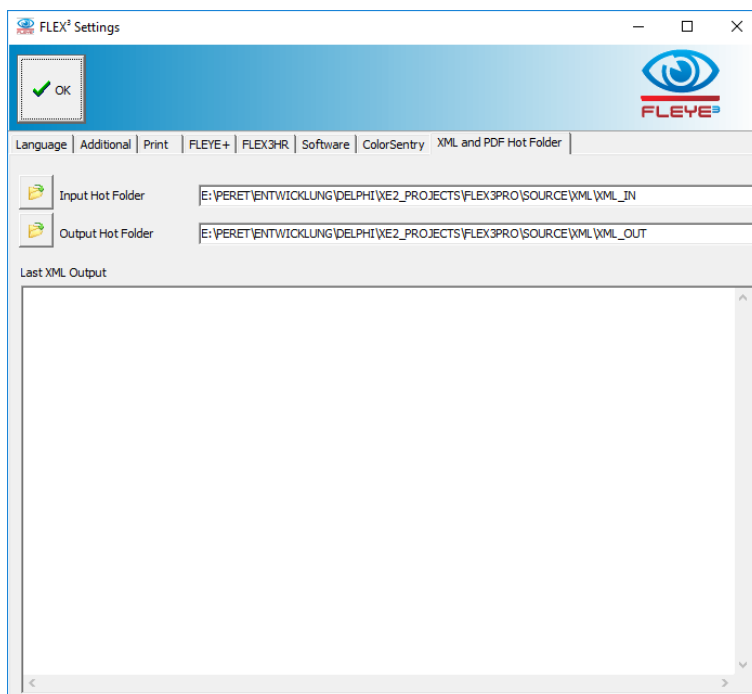 FLEX³ Settings
OK
FLEYE³
Language Additional Print FLEYE+ FLEX3HR Software ColorSentry XML and PDF Hot Folder
Input Hot Folder E:\PERET\ENTWICKLUNG\DELPHI\XE2_PROJECTS\FLEX3PRO\SOURCE\XML\XML_IN
Output Hot Folder E:\PERET\ENTWICKLUNG\DELPHI\XE2_PROJECTS\FLEX3PRO\SOURCE\XML\XML_OUT
Last XML Output